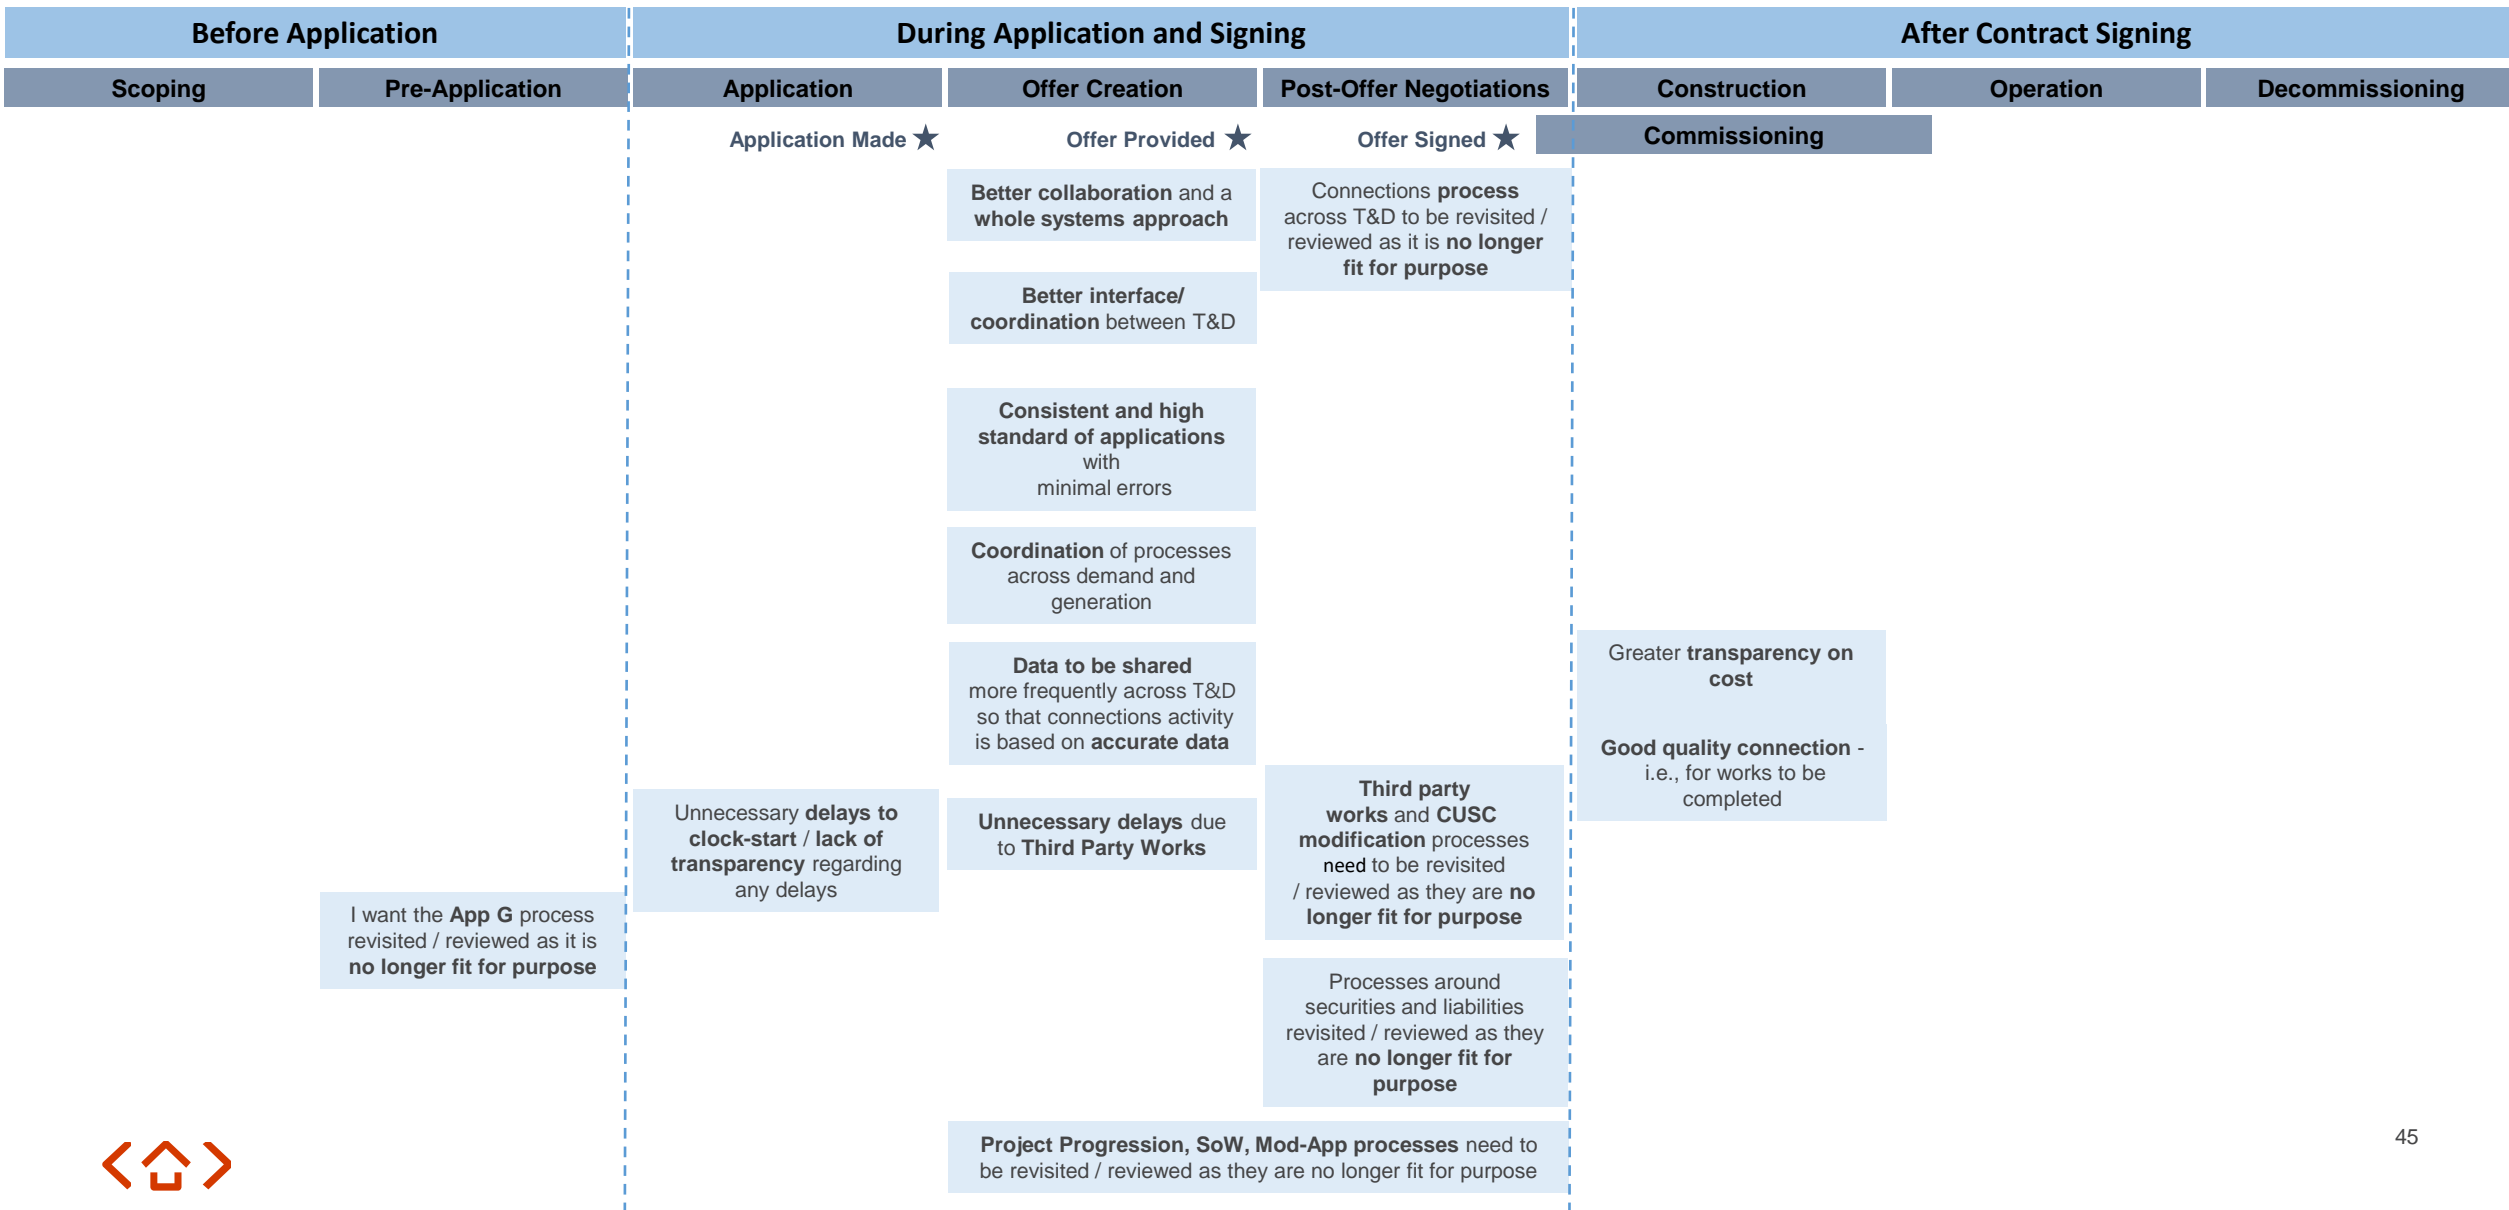 Before Application
During Application and Signing
After Contract Signing
Scoping
Pre-Application
Application
Offer Creation
Post-Offer Negotiations
Construction
Operation
Decommissioning
Application Made
Offer Provided
Offer Signed
Commissioning
Better collaboration and a
whole systems approach
Connections process
across T&D to be revisited /
reviewed as it is no longer
fit for purpose
Better interface/
coordination between T&D
Consistent and high
standard of applications
with
minimal errors
Coordination of processes
across demand and
generation
Data to be shared
more frequently across T&D
so that connections activity
is based on accurate data
Greater transparency on
cost
Good quality connection -
i.e., for works to be
completed
Unnecessary delays to
clock-start / lack of
transparency regarding
any delays
Unnecessary delays due
to Third Party Works
Third party
works and CUSC
modification processes
need to be revisited
/ reviewed as they are no
longer fit for purpose
I want the App G process
revisited / reviewed as it is
no longer fit for purpose
Processes around
securities and liabilities
revisited / reviewed as they
are no longer fit for
purpose
Project Progression, SoW, Mod-App processes need to
be revisited / reviewed as they are no longer fit for purpose
45